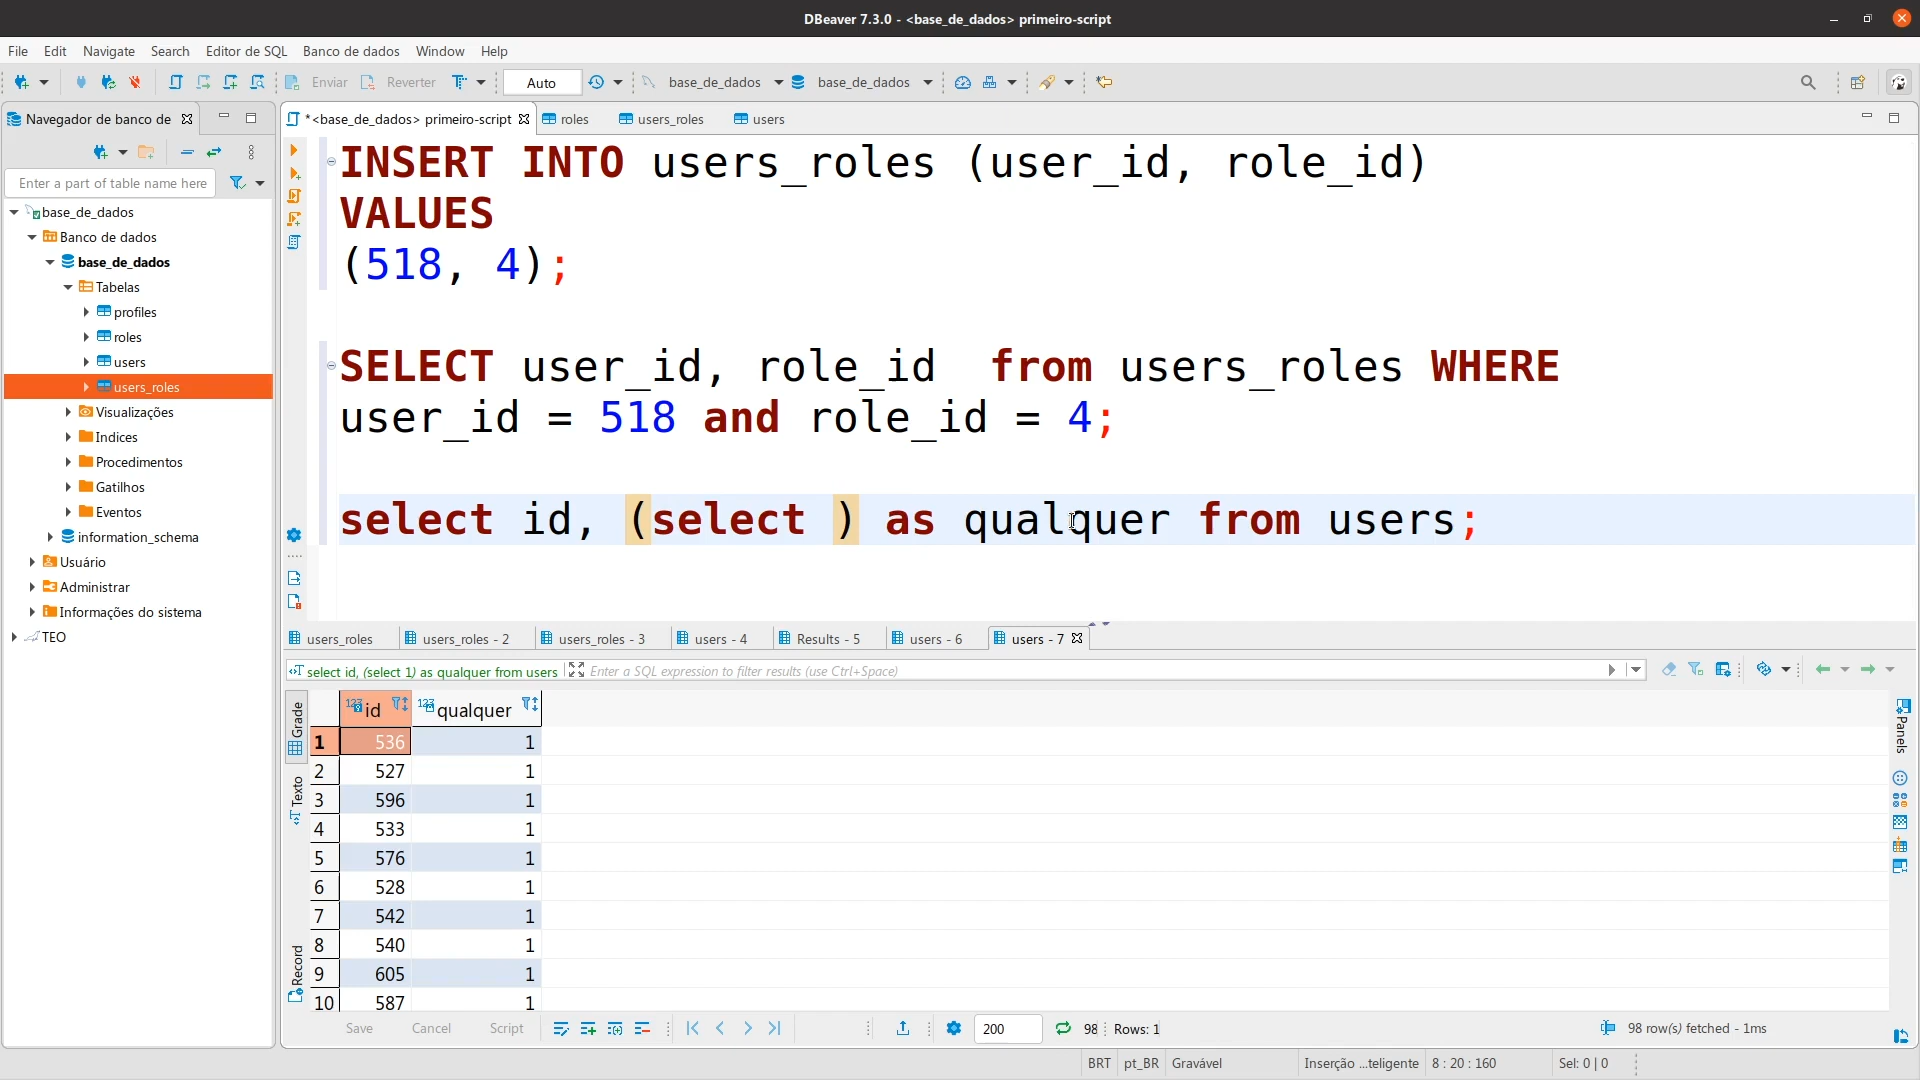 DBeaver 7.3.0 - <base_de_dados> primeiro-script
File Edit Navigate Search Editor de SQL Banco de dados Window Help
Enviar Reverter Auto base_de_dados base_de_dados
Navegador de banco de
*<base_de_dados> primeiro-script roles users_roles users
Enter a part of table name here
base_de_dados
Banco de dados
base_de_dados
Tabelas
profiles
roles
users
users_roles
Visualizações
Indices
Procedimentos
Gatilhos
Eventos
information_schema
Usuário
Administrar
Informações do sistema
TEO
INSERT INTO users_roles (user_id, role_id)
VALUES
(518, 4);
SELECT user_id, role_id  from users_roles WHERE
user_id = 518 and role_id = 4;
select id, (select ) as qualquer from users;
users_roles users_roles - 2 users_roles - 3 users - 4 Results - 5 users - 6 users - 7
select id, (select 1) as qualquer from users Enter a SQL expression to filter results (use Ctrl+Space)
Grade
Texto
Record
123 id 123 qualquer
1 536 1
2 527 1
3 596 1
4 533 1
5 576 1
6 528 1
7 542 1
8 540 1
9 605 1
10 587 1
Panels
Save Cancel Script 200 98 Rows: 1 98 row(s) fetched - 1ms
BRT pt_BR Gravável Inserção ...teligente 8 : 20 : 160 Sel: 0 | 0